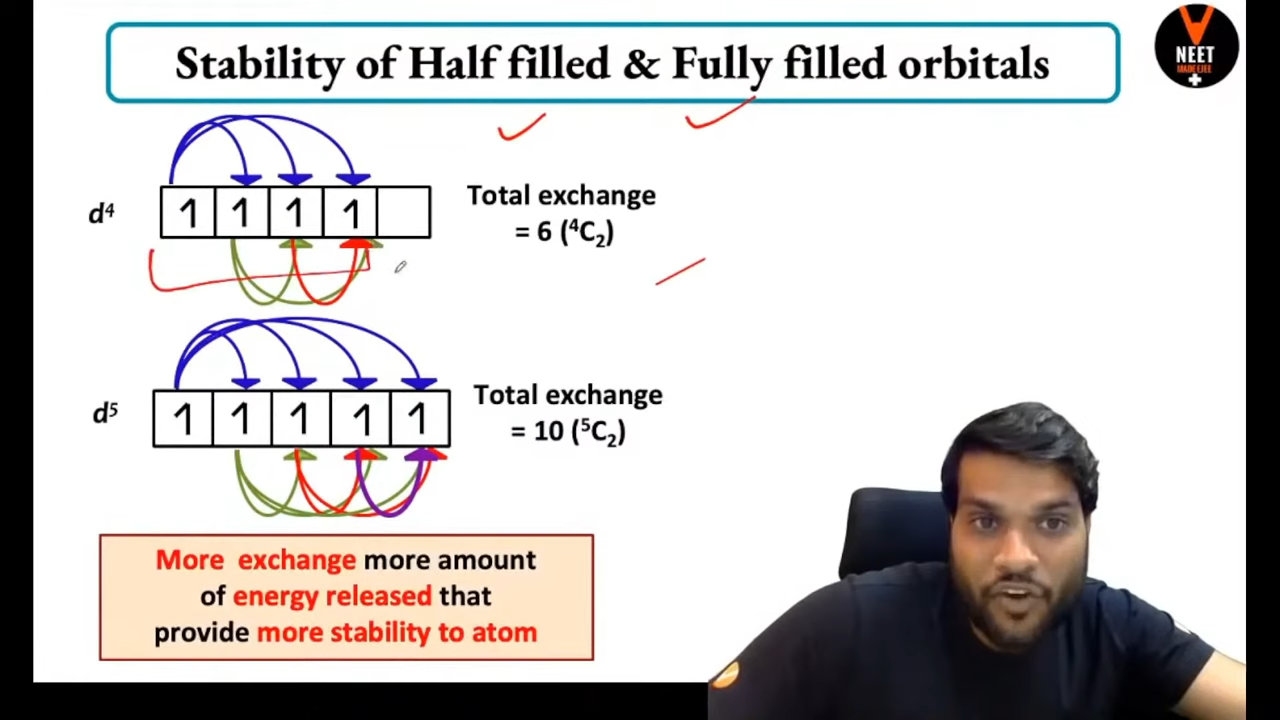 Stability of Half filled & Fully filled orbitals
NEET
MADE EJEE
d⁴
1 1 1 1
Total exchange
= 6 (⁴C₂)
d⁵
1 1 1 1 1
Total exchange
= 10 (⁵C₂)
More exchange more amount
of energy released that
provide more stability to atom